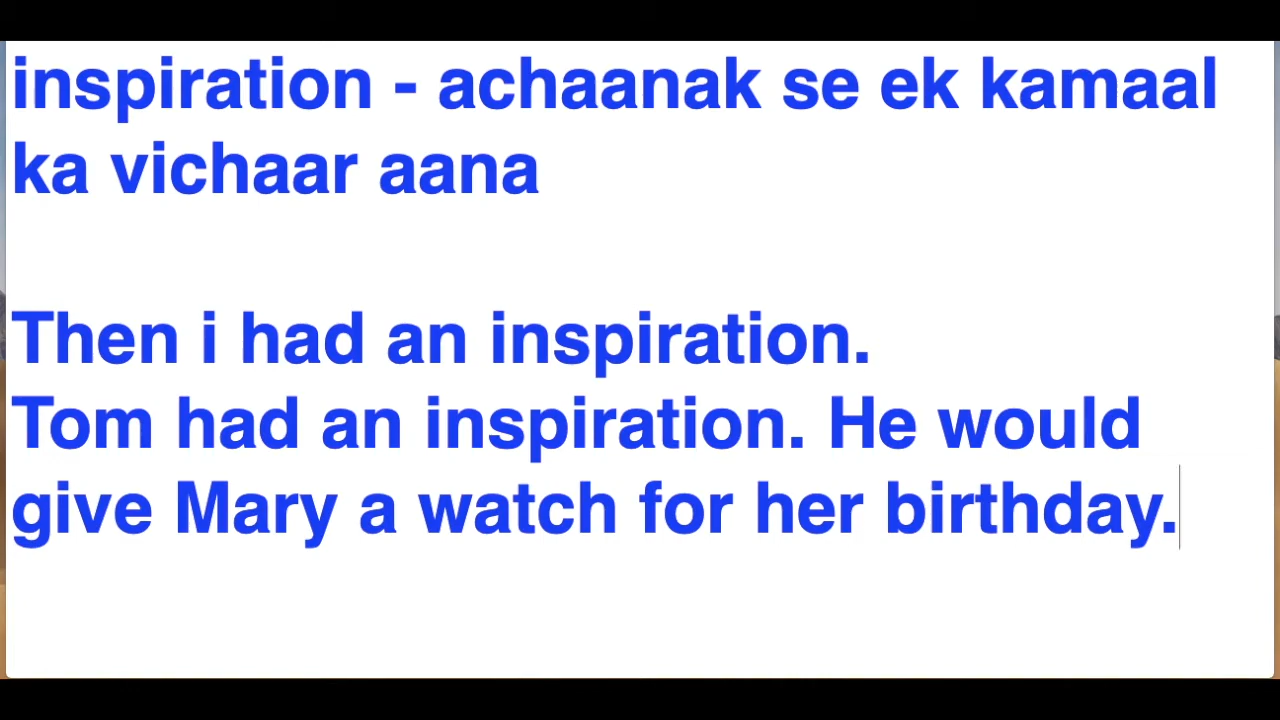 inspiration - achaanak se ek kamaal
ka vichaar aana
Then i had an inspiration.
Tom had an inspiration. He would
give Mary a watch for her birthday.